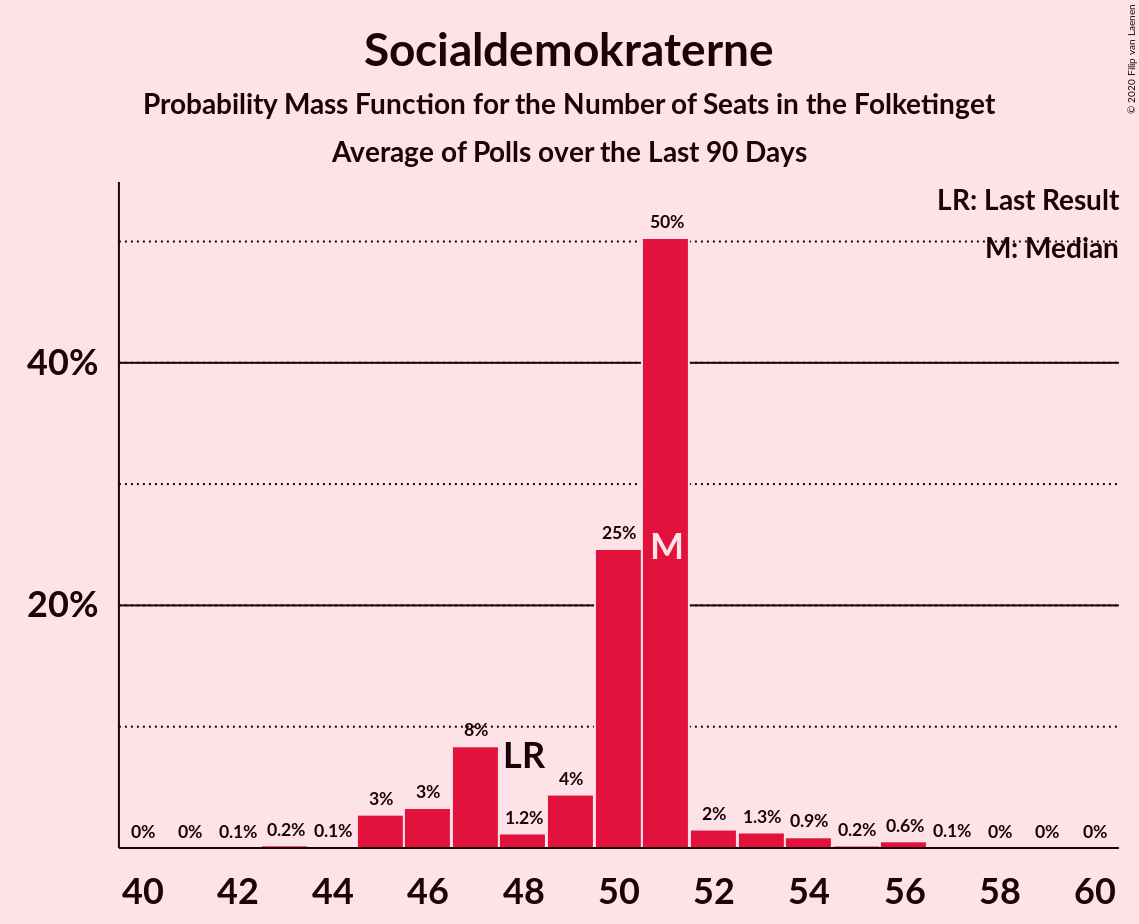 © 2020 Filip van Laenen
Socialdemokraterne
Probability Mass Function for the Number of Seats in the Folketinget
Average of Polls over the Last 90 Days
LR: Last Result
M: Median
40%
20%
0% 0% 0.1% 0.2% 0.1% 3% 3% 8% 1.2% 4% 25% 50% 2% 1.3% 0.9% 0.2% 0.6% 0.1% 0% 0% 0%
LR
M
40 42 44 46 48 50 52 54 56 58 60